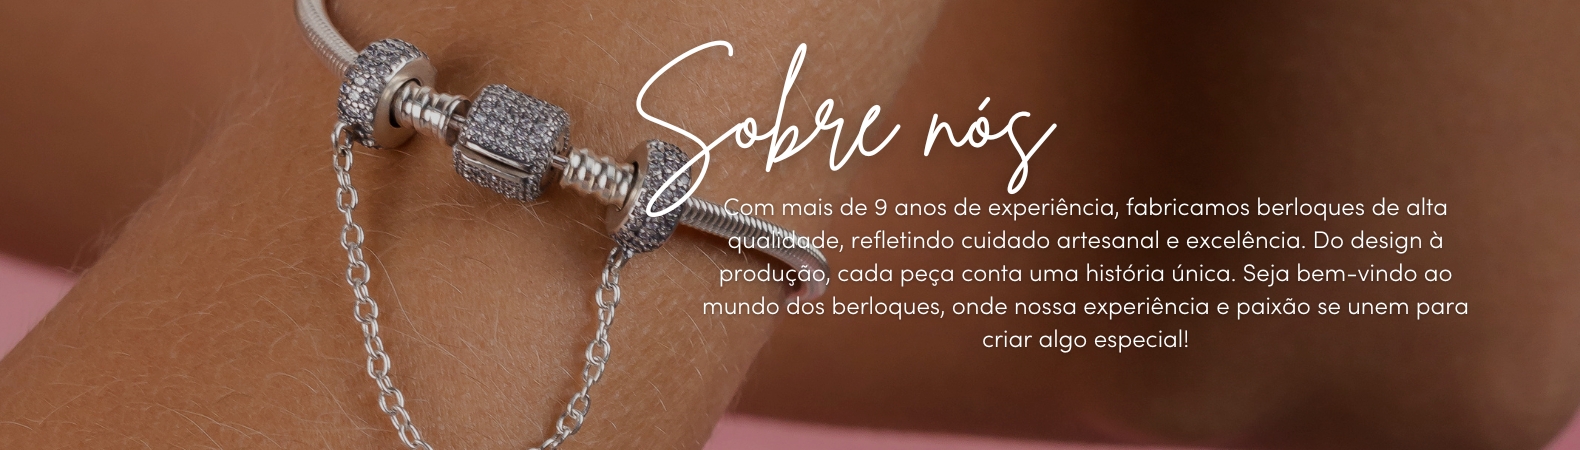 Sobre nós
Com mais de 9 anos de experiência, fabricamos berloques de alta
qualidade, refletindo cuidado artesanal e excelência. Do design à
produção, cada peça conta uma história única. Seja bem-vindo ao
mundo dos berloques, onde nossa experiência e paixão se unem para
criar algo especial!